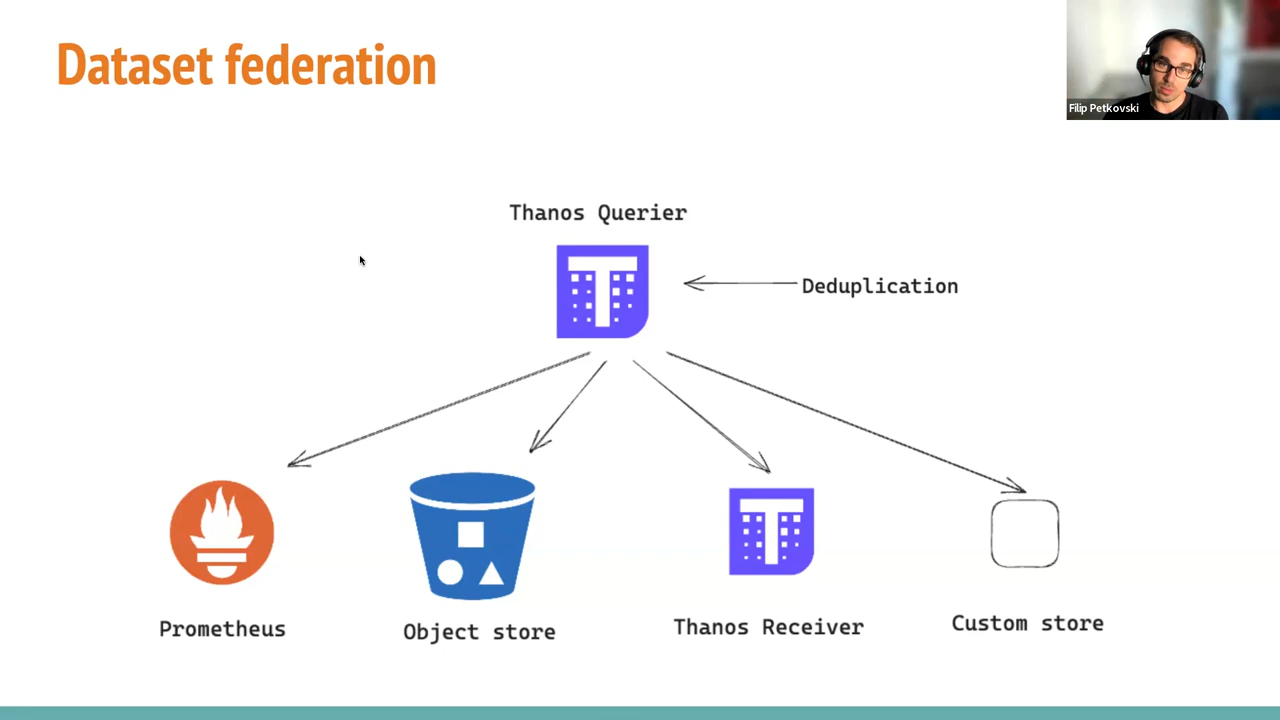 Dataset federation
Filip Petkovski
Thanos Querier
T
Deduplication
T
Prometheus
Object store
Thanos Receiver
Custom store